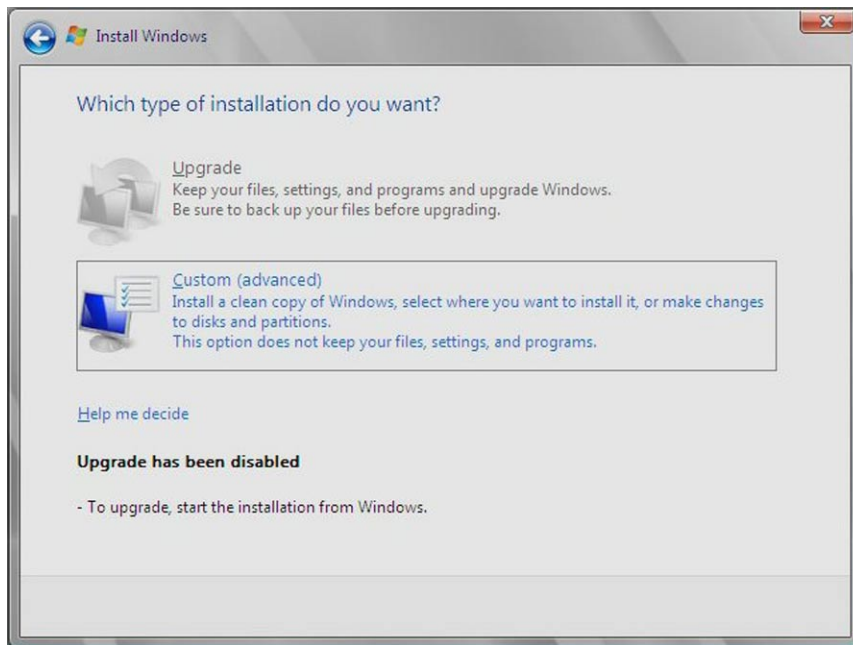 Install Windows
Which type of installation do you want?
Upgrade
Keep your files, settings, and programs and upgrade Windows.
Be sure to back up your files before upgrading.
Custom (advanced)
Install a clean copy of Windows, select where you want to install it, or make changes
to disks and partitions.
This option does not keep your files, settings, and programs.
Help me decide
Upgrade has been disabled
- To upgrade, start the installation from Windows.